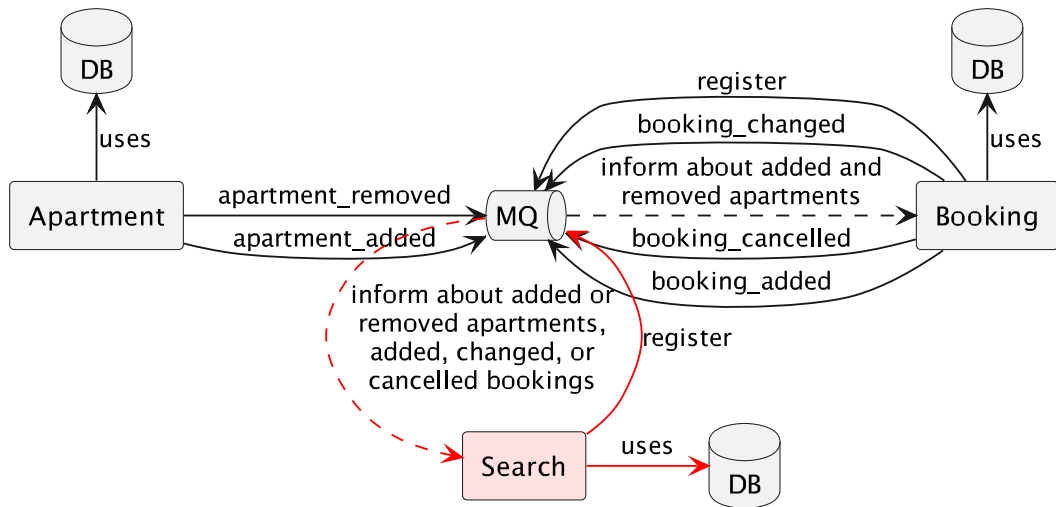 DB
DB
register
booking_changed
uses
uses
inform about added and
removed apartments
apartment_removed
Apartment
MQ
Booking
apartment_added
booking_cancelled
booking_added
inform about added or
removed apartments,
added, changed, or
cancelled bookings
register
uses
Search
DB